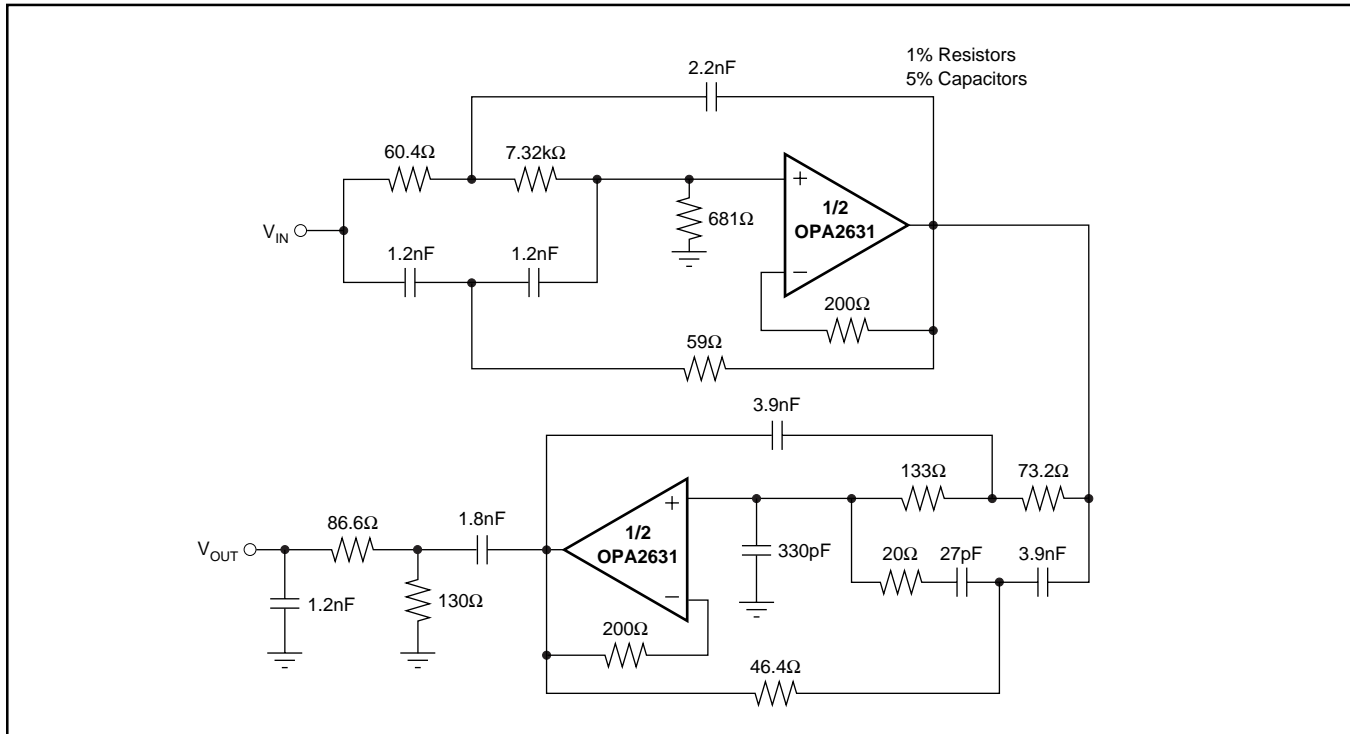 1% Resistors
5% Capacitors
2.2nF
60.4Ω
7.32kΩ
+
1/2
OPA2631
681Ω
VIN
1.2nF
1.2nF
−
200Ω
59Ω
3.9nF
133Ω
73.2Ω
+
1.8nF
86.6Ω
1/2
OPA2631
VOUT
330pF
20Ω
27pF
3.9nF
1.2nF
130Ω
−
200Ω
46.4Ω